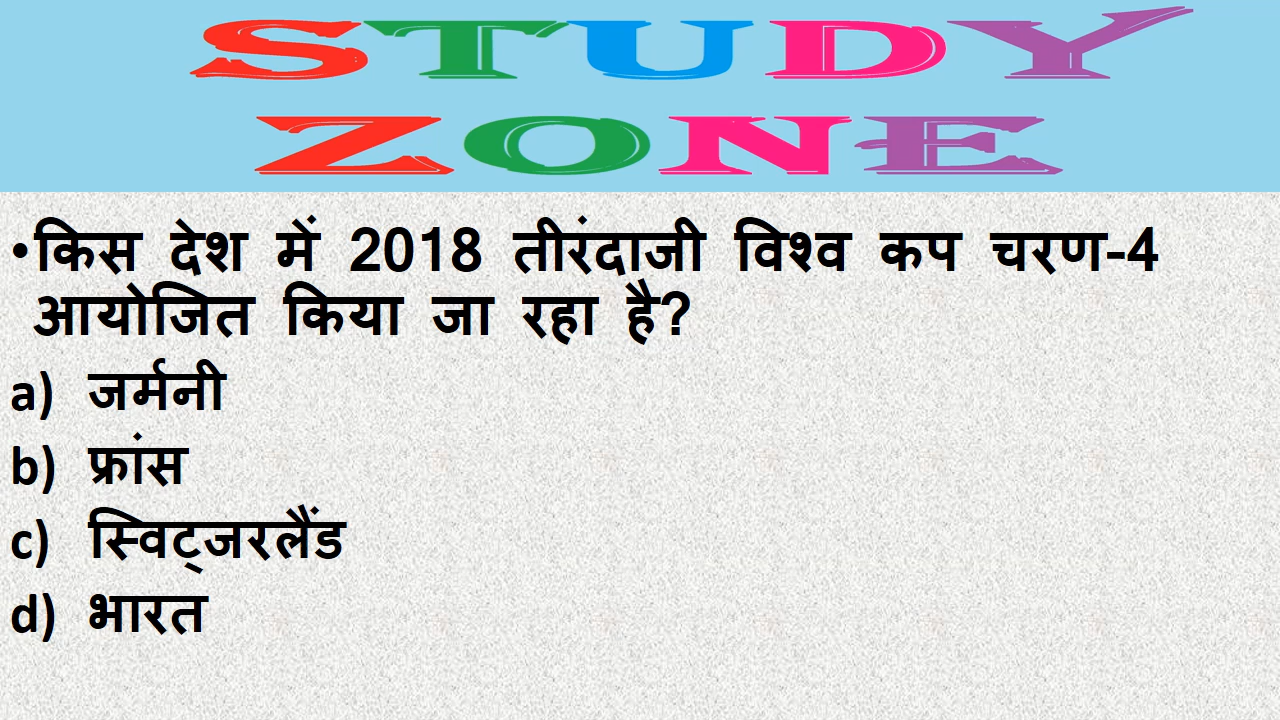 STUDY
ZONE
•किस देश में 2018 तीरंदाजी विश्व कप चरण-4
आयोजित किया जा रहा है?
a) जर्मनी
b) फ्रांस
c) स्विट्जरलैंड
d) भारत